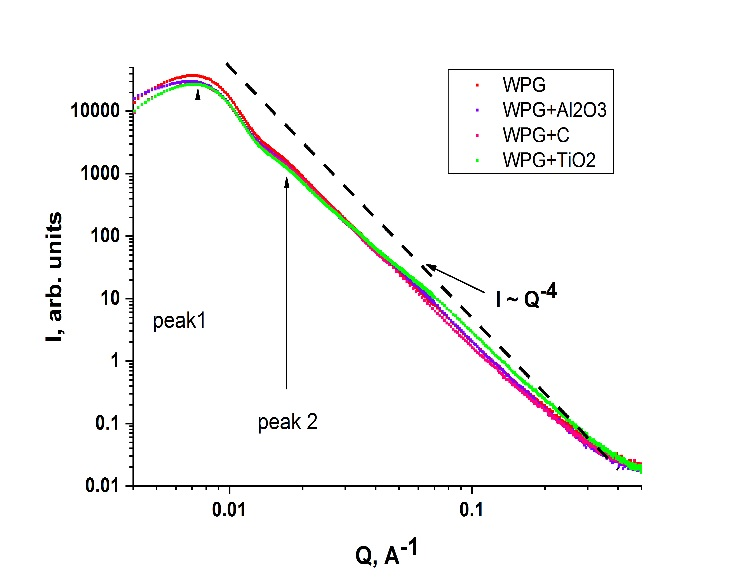 WPG
WPG+Al2O3
WPG+C
WPG+TiO2
10000
1000
100
10
1
0.1
0.01
I, arb. units
peak1
peak 2
I ~ Q-4
0.01
0.1
Q, A-1